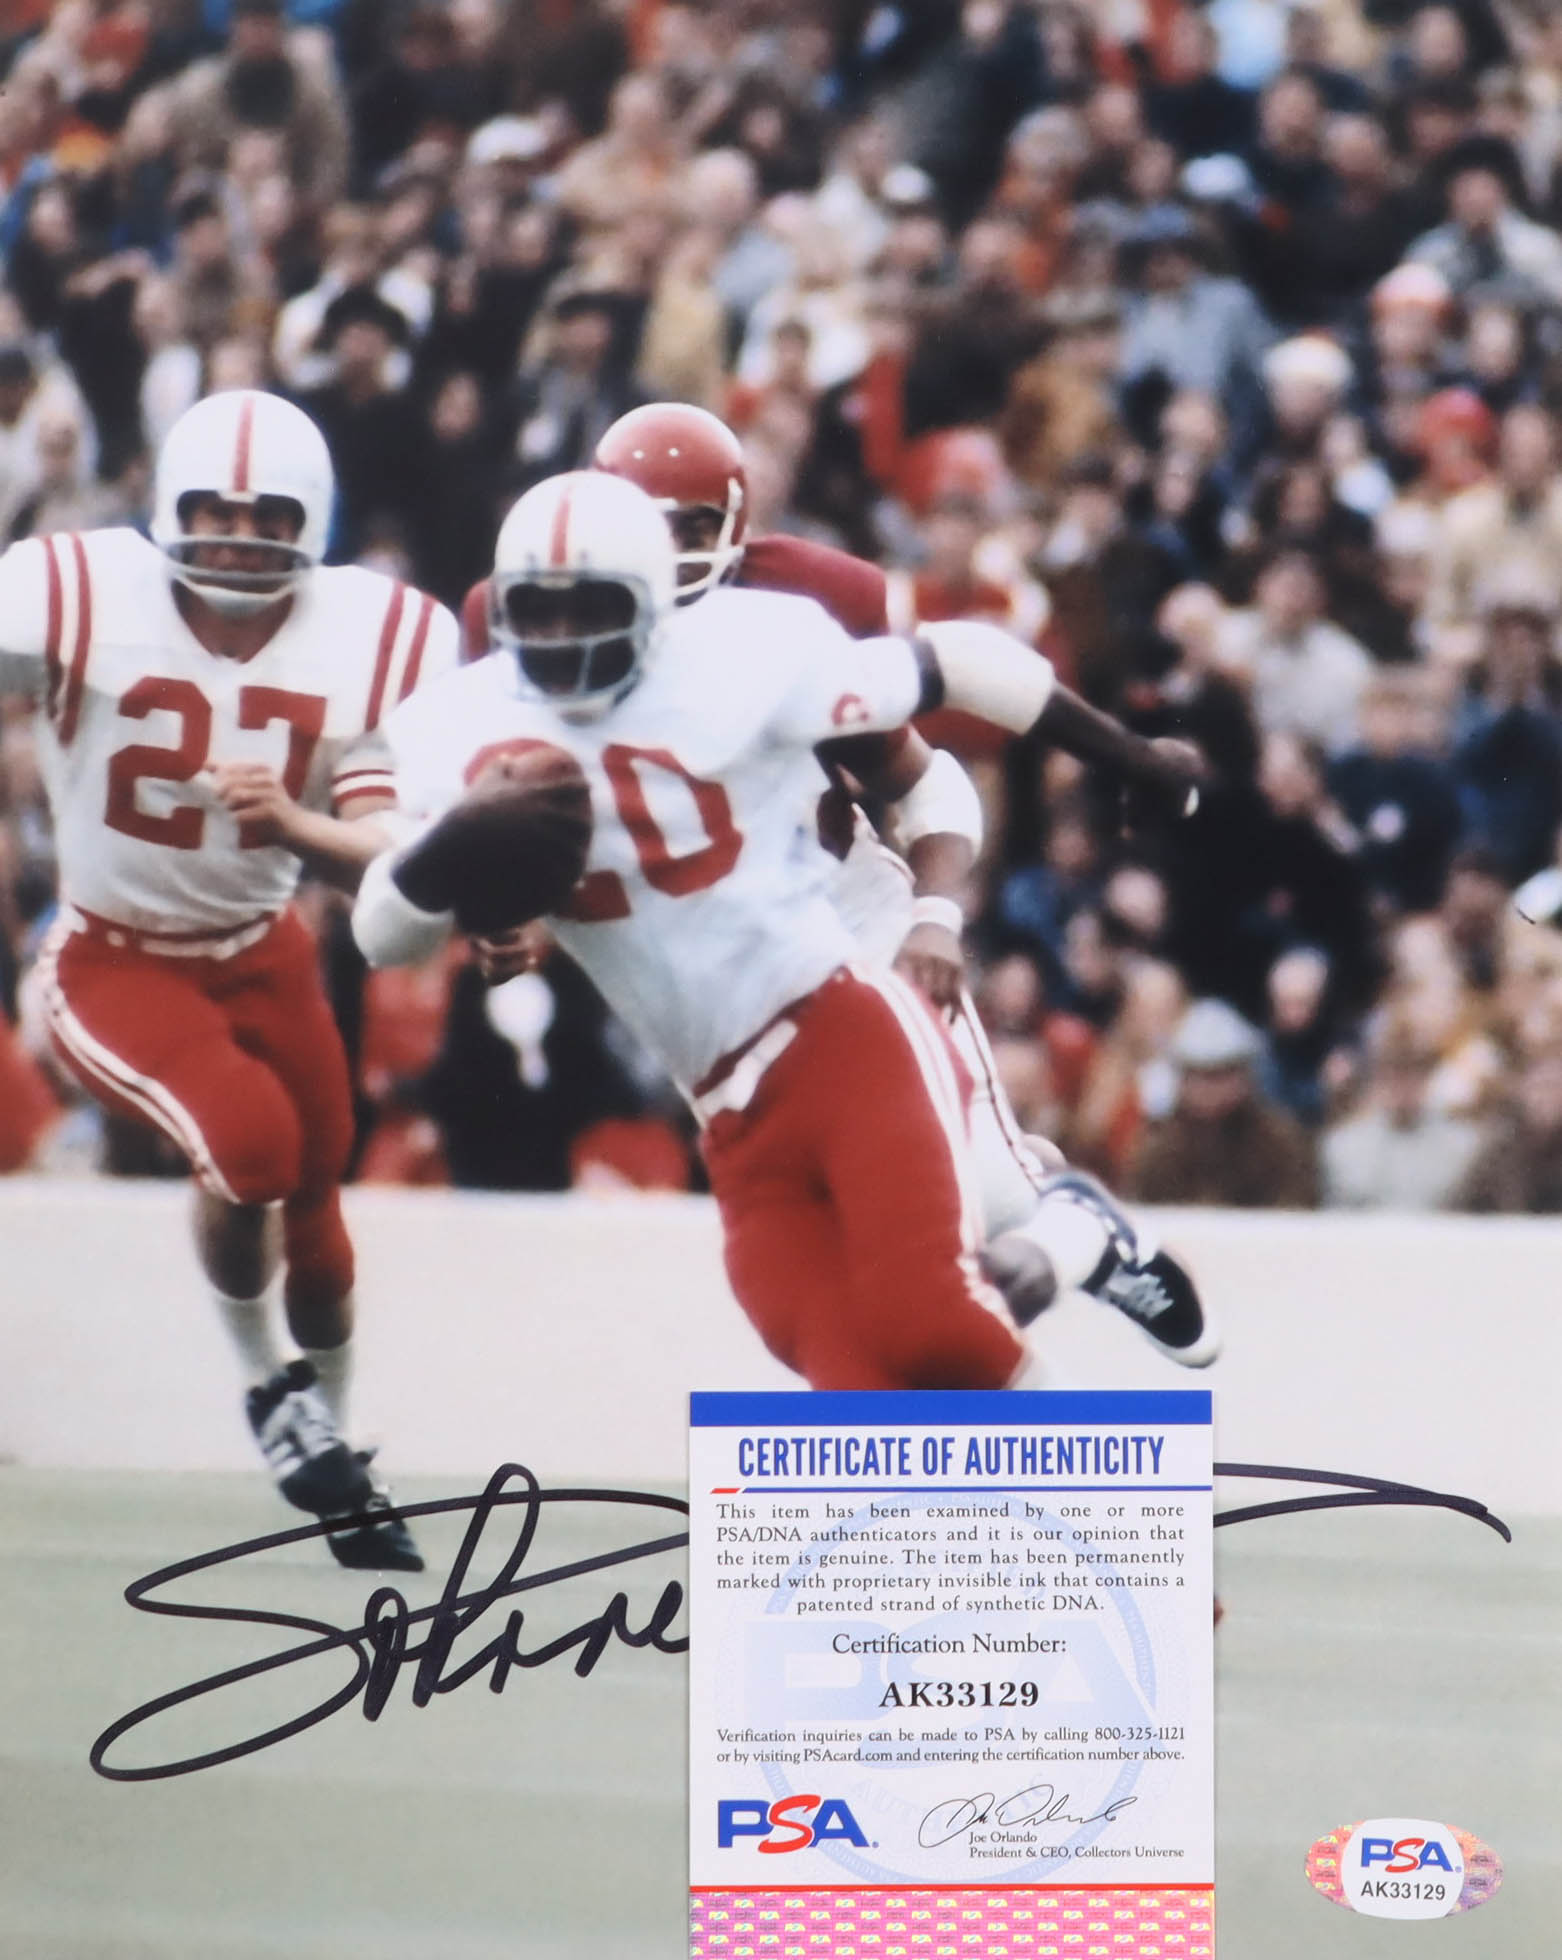 27
20
CERTIFICATE OF AUTHENTICITY
This item has been examined by one or more
PSA/DNA authenticators and it is our opinion that
the item is genuine. The item has been permanently
marked with proprietary invisible ink that contains a
patented strand of synthetic DNA.
Certification Number:
AK33129
Verification inquiries can be made to PSA by calling 800-325-1121
or by visiting PSAcard.com and entering the certification number above.
PSA
Joe Orlando
President & CEO, Collectors Universe
PSA
AK33129